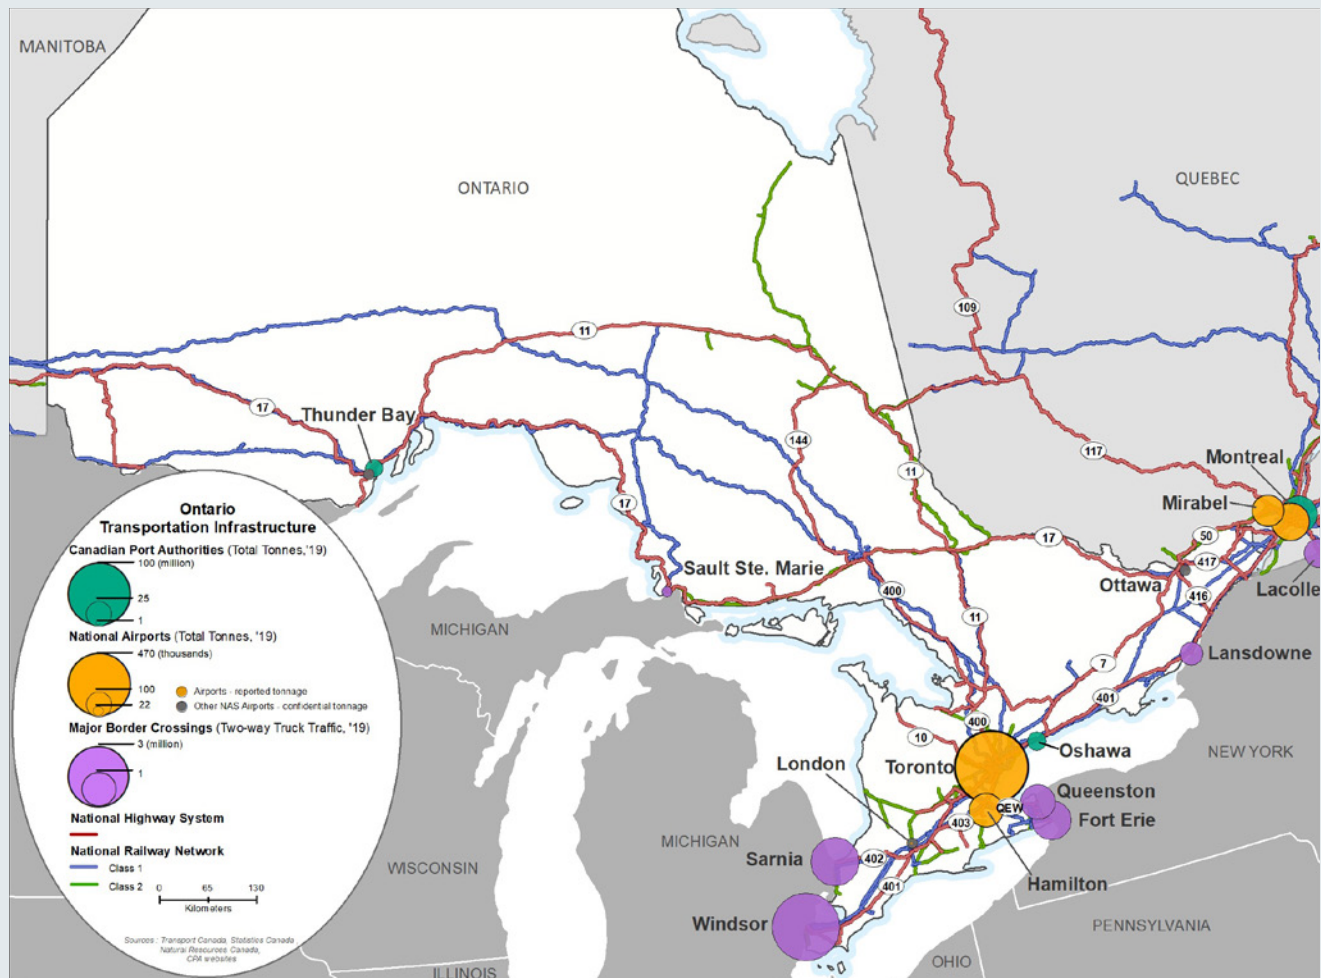 MANITOBA
ONTARIO
QUEBEC
109
11
17
Thunder Bay
144
117
11
Montreal
Mirabel
17
17
50
417
Ottawa
416
Lacolle
Sault Ste. Marie
400
MICHIGAN
11
Lansdowne
7
401
400
10
Oshawa
NEW YORK
London
Toronto
Queenston
QEW
Fort Erie
403
MICHIGAN
Sarnia
402
WISCONSIN
401
Hamilton
Windsor
PENNSYLVANIA
OHIO
ILLINOIS
Ontario
Transportation Infrastructure
Canadian Port Authorities (Total Tonnes,'19)
100 (million)
25
1
National Airports (Total Tonnes, '19)
470 (thousands)
100
22
Airports - reported tonnage
Other NAS Airports - confidential tonnage
Major Border Crossings (Two-way Truck Traffic, '19)
3 (million)
1
National Highway System
National Railway Network
Class 1
Class 2
0 65 130
Kilometers
Sources : Transport Canada, Statistics Canada
Natural Resources Canada,
CPA websites